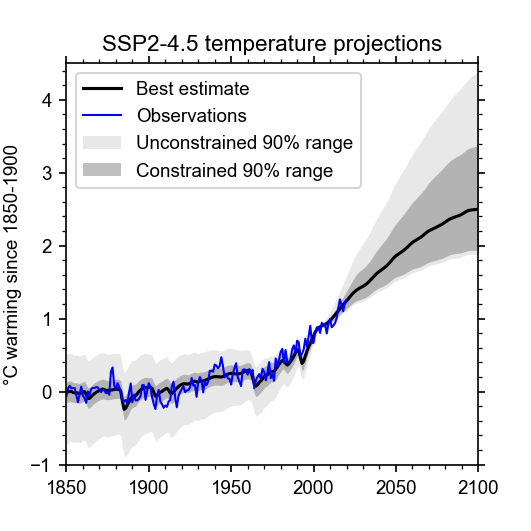 SSP2-4.5 temperature projections
Best estimate
Observations
Unconstrained 90% range
Constrained 90% range
°C warming since 1850-1900
4
3
2
1
0
−1
1850 1900 1950 2000 2050 2100